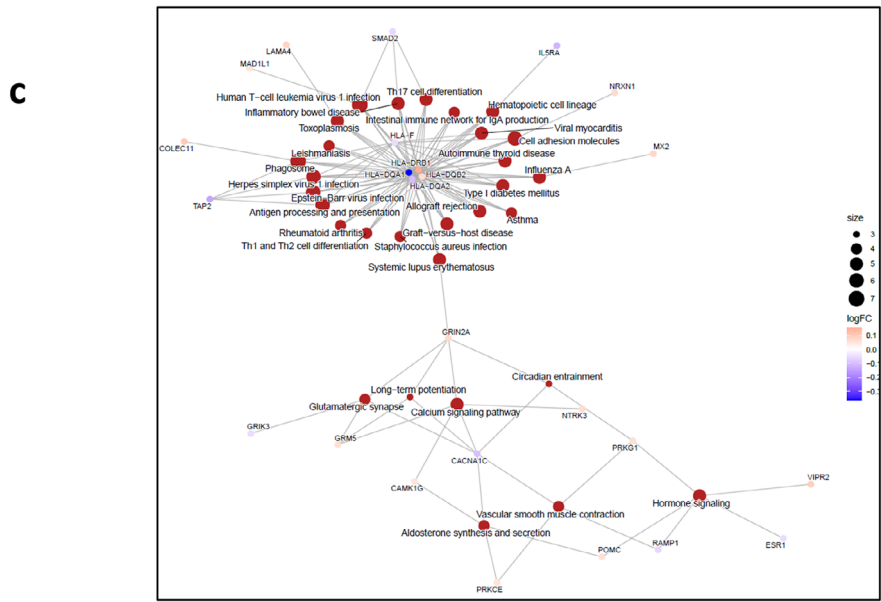 c
SMAD2
LAMA4
IL5RA
MAD1L1
NRXN1
Human T-cell leukemia virus 1 infection
Th17 cell differentiation
Hematopoietic cell lineage
Inflammatory bowel disease
Intestinal immune network for IgA production
Toxoplasmosis
Viral myocarditis
HLA-F
Cell adhesion molecules
COLEC11
MX2
Leishmaniasis
Autoimmune thyroid disease
Phagosome
HLA-DRB1
Influenza A
HLA-DQA1
HLA-DQB2
Herpes simplex virus 1 infection
HLA-DQA2
Type I diabetes mellitus
Epstein-Barr virus infection
TAP2
Allograft rejection
Antigen processing and presentation
Asthma
Rheumatoid arthritis
Graft-versus-host disease
Th1 and Th2 cell differentiation
Staphylococcus aureus infection
Systemic lupus erythematosus
size
3
4
5
6
7
logFC
0.1
0.0
-0.1
-0.2
-0.3
GRIN2A
Circadian entrainment
Long-term potentiation
Glutamatergic synapse
Calcium signaling pathway
NTRK3
GRIK3
GRM5
PRKG1
CACNA1C
CAMK1G
VIPR2
Hormone signaling
Vascular smooth muscle contraction
Aldosterone synthesis and secretion
RAMP1
ESR1
POMC
PRKCE